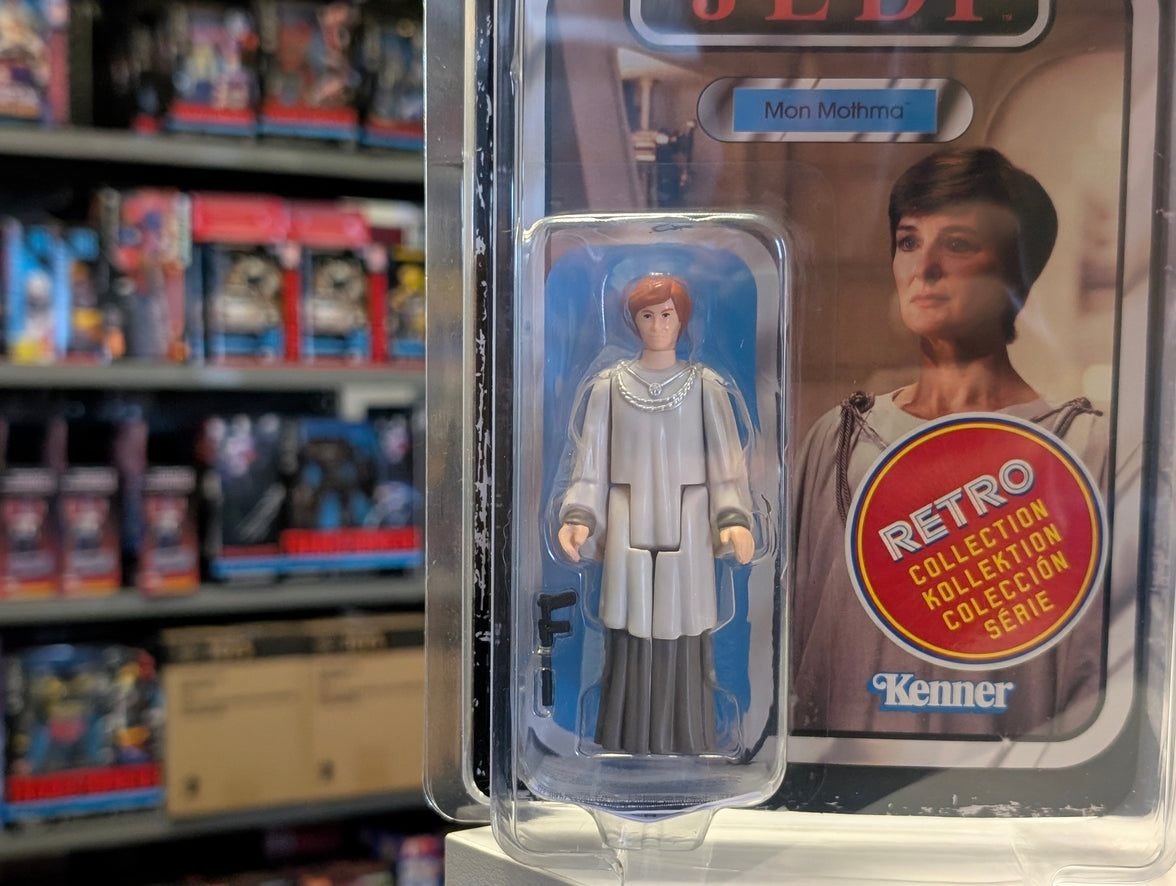 JEDI
Mon Mothma
RETRO
COLLECTION
KOLLEKTION
COLECCIÓN
SÉRIE
Kenner